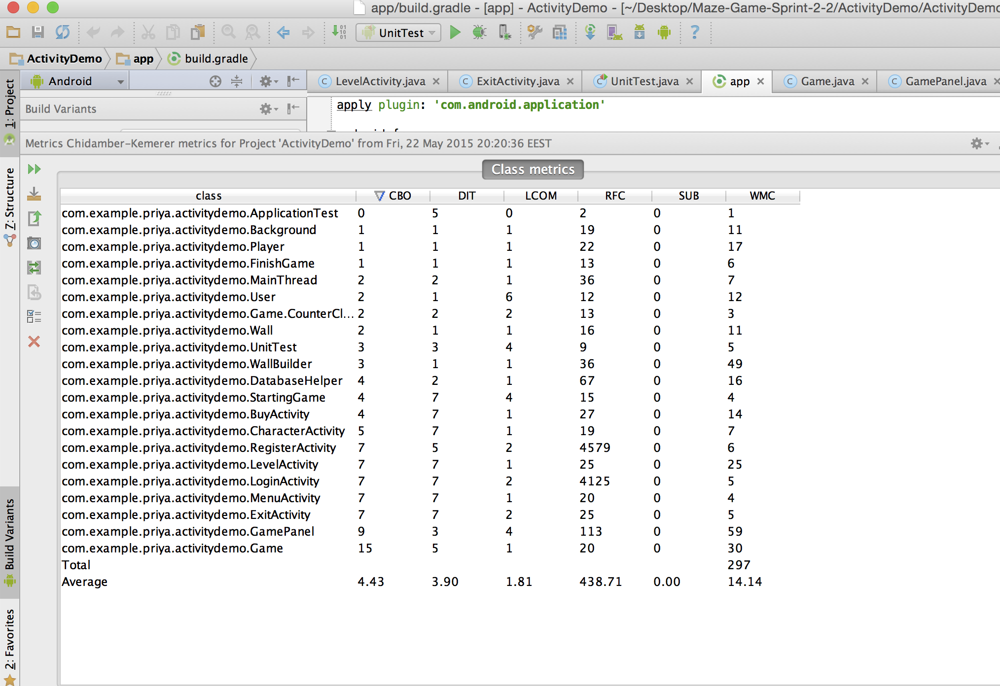 app/build.gradle - [app] - ActivityDemo - [~/Desktop/Maze-Game-Sprint-2-2/ActivityDemo/ActivityDemo
UnitTest
ActivityDemo app build.gradle
Android LevelActivity.java ExitActivity.java UnitTest.java app Game.java GamePanel.java
Build Variants
apply plugin: 'com.android.application'
Metrics Chidamber-Kemerer metrics for Project 'ActivityDemo' from Fri, 22 May 2015 20:20:36 EEST
Class metrics
class CBO DIT LCOM RFC SUB WMC
com.example.priya.activitydemo.ApplicationTest 0 5 0 2 0 1
com.example.priya.activitydemo.Background 1 1 1 19 0 11
com.example.priya.activitydemo.Player 1 1 1 22 0 17
com.example.priya.activitydemo.FinishGame 1 1 1 13 0 6
com.example.priya.activitydemo.MainThread 2 2 1 36 0 7
com.example.priya.activitydemo.User 2 1 6 12 0 12
com.example.priya.activitydemo.Game.CounterCl... 2 2 2 13 0 3
com.example.priya.activitydemo.Wall 2 1 1 16 0 11
com.example.priya.activitydemo.UnitTest 3 3 4 9 0 5
com.example.priya.activitydemo.WallBuilder 3 1 1 36 0 49
com.example.priya.activitydemo.DatabaseHelper 4 2 1 67 0 16
com.example.priya.activitydemo.StartingGame 4 7 4 15 0 4
com.example.priya.activitydemo.BuyActivity 4 7 1 27 0 14
com.example.priya.activitydemo.CharacterActivity 5 7 1 19 0 7
com.example.priya.activitydemo.RegisterActivity 7 5 2 4579 0 6
com.example.priya.activitydemo.LevelActivity 7 7 1 25 0 25
com.example.priya.activitydemo.LoginActivity 7 7 2 4125 0 5
com.example.priya.activitydemo.MenuActivity 7 7 1 20 0 4
com.example.priya.activitydemo.ExitActivity 7 7 2 25 0 5
com.example.priya.activitydemo.GamePanel 9 3 4 113 0 59
com.example.priya.activitydemo.Game 15 5 1 20 0 30
Total 297
Average 4.43 3.90 1.81 438.71 0.00 14.14
1: Project
7: Structure
Build Variants
2: Favorites